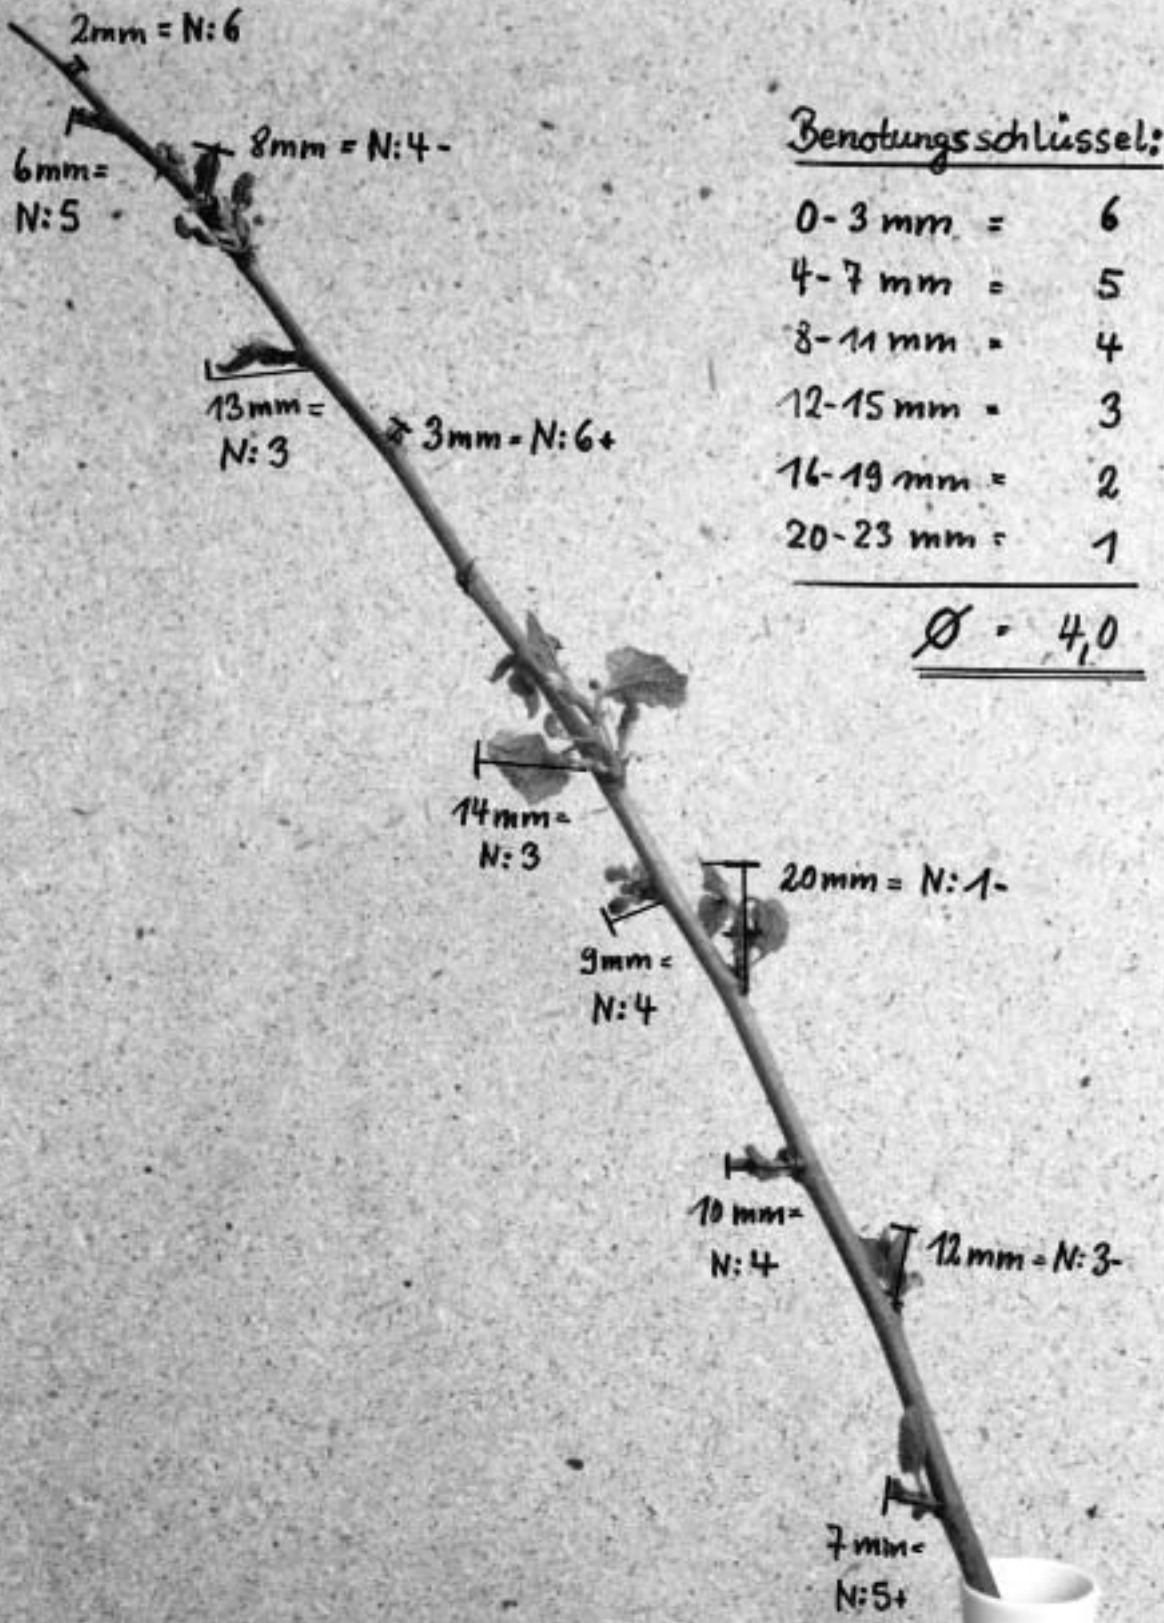 2mm = N:6
6mm=
N:5
8mm = N:4-
13mm=
N:3
3mm = N:6+
14mm=
N:3
20mm = N:1-
9mm=
N:4
10mm=
N:4
12mm = N:3-
7mm=
N:5+
Benotungsschlüssel:
0-3 mm = 6
4-7 mm = 5
8-11 mm = 4
12-15 mm = 3
16-19 mm = 2
20-23 mm = 1
Ø = 4,0